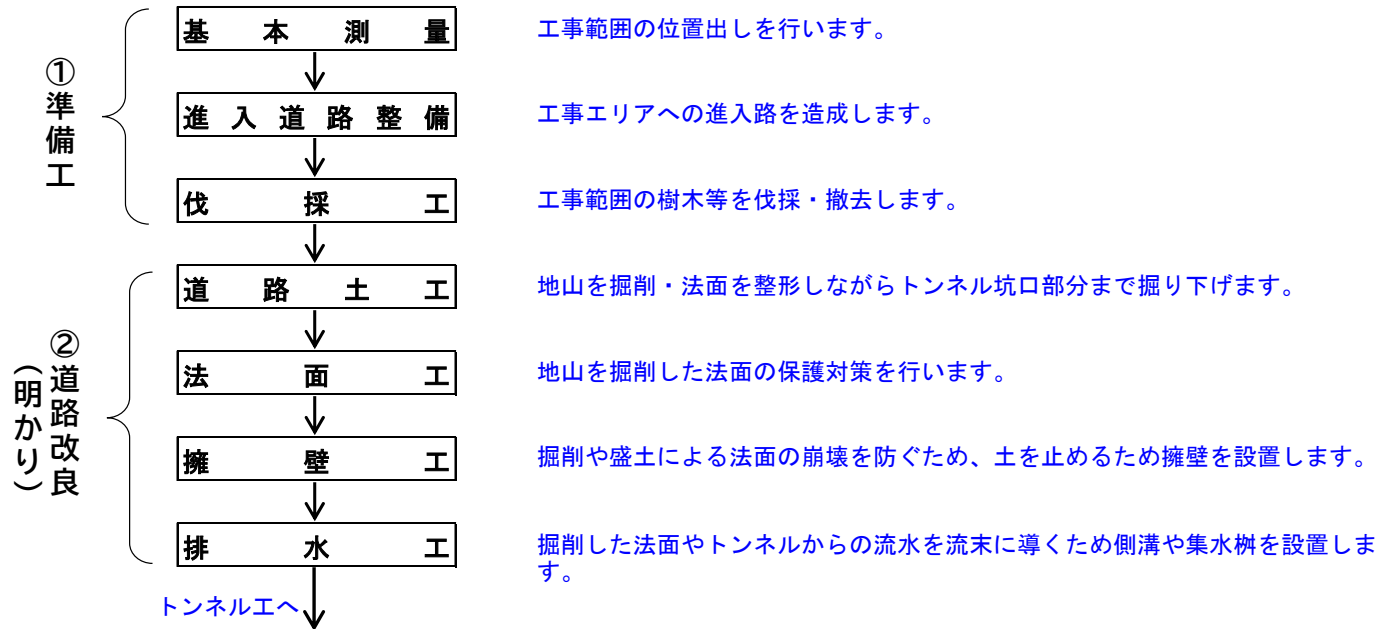 ①準備工
基本測量
工事範囲の位置出しを行います。
進入道路整備
工事エリアへの進入路を造成します。
伐採工
工事範囲の樹木等を伐採・撤去します。
②道路改良
(明かり)
道路土工
地山を掘削・法面を整形しながらトンネル坑口部分まで掘り下げます。
法面工
地山を掘削した法面の保護対策を行います。
擁壁工
掘削や盛土による法面の崩壊を防ぐため、土を止めるため擁壁を設置します。
排水工
掘削した法面やトンネルからの流水を流末に導くため側溝や集水桝を設置しま
す。
トンネル工へ